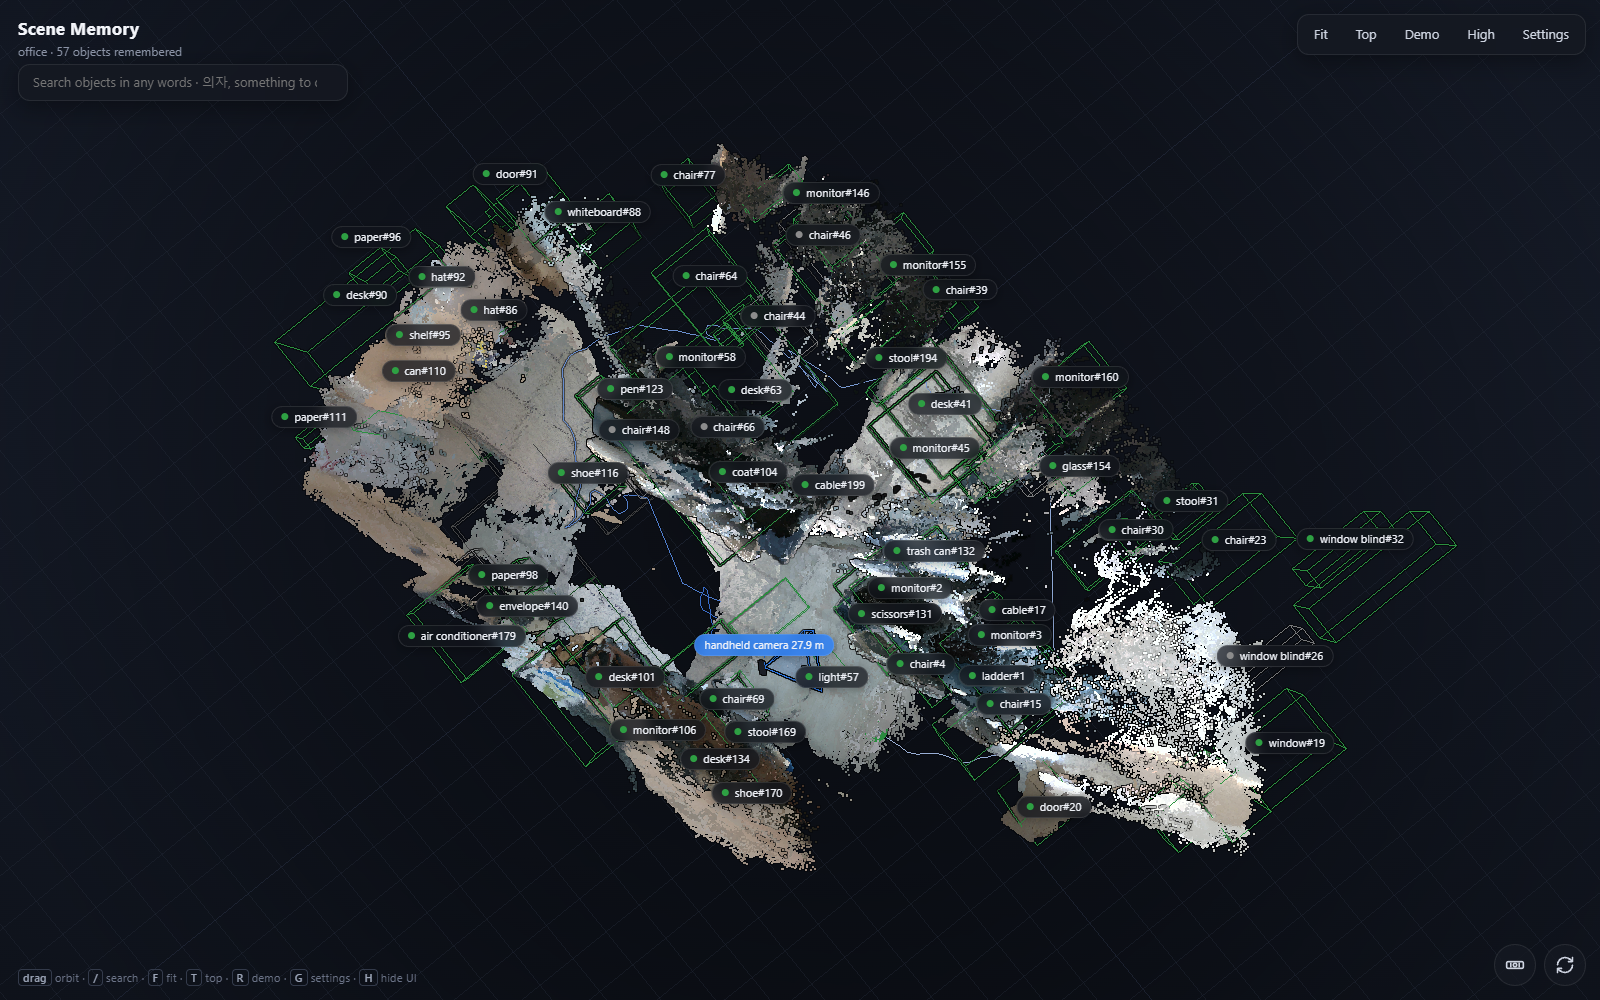 Scene Memory
office · 57 objects remembered
Search objects in any words · 의자, something to
Fit Top Demo High Settings
door#91
chair#77
monitor#146
whiteboard#88
paper#96
chair#46
monitor#155
hat#92
chair#64
chair#39
desk#90
hat#86
chair#44
shelf#95
monitor#58
stool#194
can#110
monitor#160
pen#123
desk#63
desk#41
paper#111
chair#148
chair#66
monitor#45
shoe#116
coat#104
glass#154
cable#199
stool#31
chair#30
chair#23
window blind#32
trash can#132
paper#98
monitor#2
envelope#140
scissors#131
cable#17
air conditioner#179
monitor#3
handheld camera 27.9 m
window blind#26
chair#4
desk#101
light#57
ladder#1
chair#69
chair#15
monitor#106
stool#169
window#19
desk#134
shoe#170
door#20
drag orbit · / search · F fit · T top · R demo · G settings · H hide UI